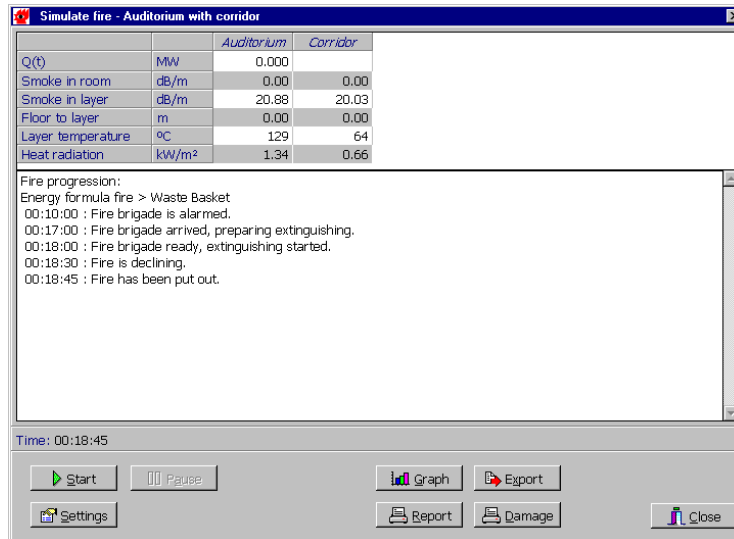 Simulate fire - Auditorium with corridor
Auditorium Corridor
Q(t) MW 0.000
Smoke in room dB/m 0.00 0.00
Smoke in layer dB/m 20.88 20.03
Floor to layer m 0.00 0.00
Layer temperature ºC 129 64
Heat radiation kW/m² 1.34 0.66
Fire progression:
Energy formula fire > Waste Basket
00:10:00 : Fire brigade is alarmed.
00:17:00 : Fire brigade arrived, preparing extinguishing.
00:18:00 : Fire brigade ready, extinguishing started.
00:18:30 : Fire is declining.
00:18:45 : Fire has been put out.
Time: 00:18:45
Start Pause Graph Export
Settings Report Damage Close